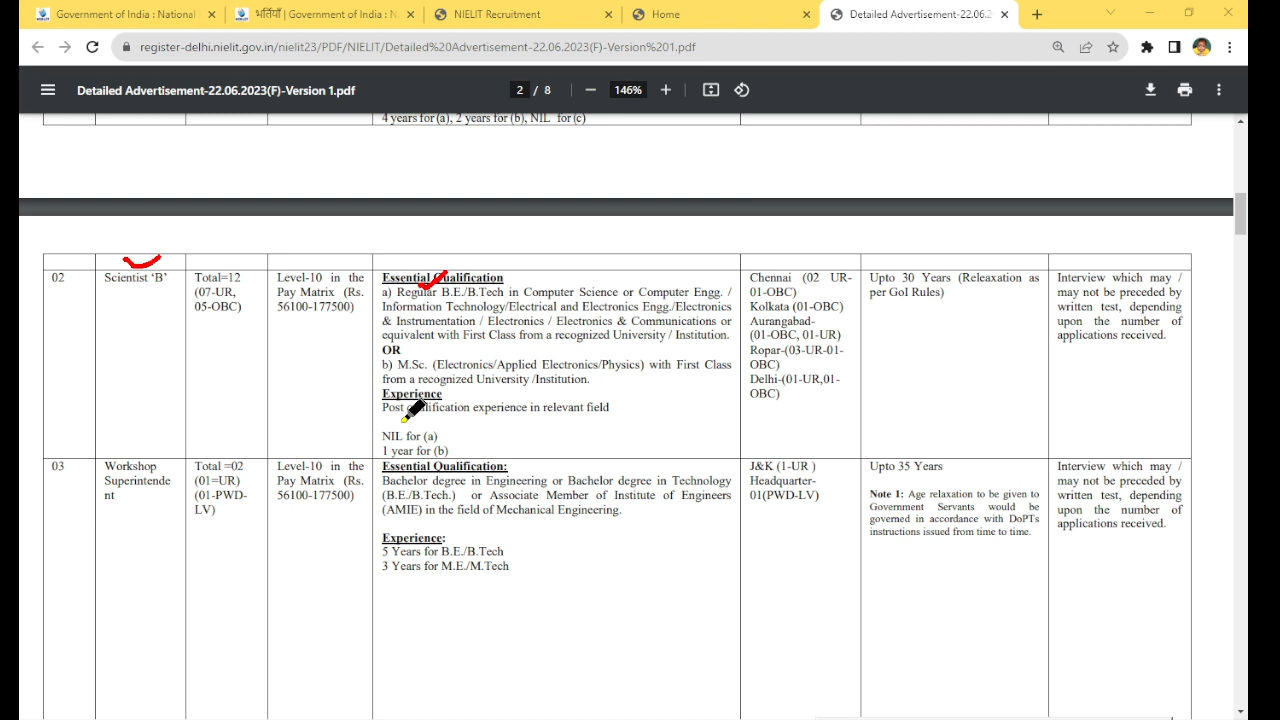 Government of India : National
भर्तियाँ | Government of India : N
NIELIT Recruitment
Home
Detailed Advertisement-22.06.2
register-delhi.nielit.gov.in/nielit23/PDF/NIELIT/Detailed%20Advertisement-22.06.2023(F)-Version%201.pdf
Detailed Advertisement-22.06.2023(F)-Version 1.pdf
2 / 8
146%
4 years for (a), 2 years for (b), NIL for (c)
02
Scientist ‘B’
Total=12
(07-UR,
05-OBC)
Level-10 in the
Pay Matrix (Rs.
56100-177500)
Essential Qualification
a) Regular B.E./B.Tech in Computer Science or Computer Engg. /
Information Technology/Electrical and Electronics Engg./Electronics
& Instrumentation / Electronics / Electronics & Communications or
equivalent with First Class from a recognized University / Institution.
OR
b) M.Sc. (Electronics/Applied Electronics/Physics) with First Class
from a recognized University /Institution.
Experience
Post qualification experience in relevant field
NIL for (a)
1 year for (b)
Chennai (02 UR-
01-OBC)
Kolkata (01-OBC)
Aurangabad-
(01-OBC, 01-UR)
Ropar-(03-UR-01-
OBC)
Delhi-(01-UR,01-
OBC)
Upto 30 Years (Releaxation as
per GoI Rules)
Interview which may /
may not be preceded by
written test, depending
upon the number of
applications received.
03
Workshop
Superintende
nt
Total =02
(01=UR)
(01-PWD-
LV)
Level-10 in the
Pay Matrix (Rs.
56100-177500)
Essential Qualification:
Bachelor degree in Engineering or Bachelor degree in Technology
(B.E./B.Tech.) or Associate Member of Institute of Engineers
(AMIE) in the field of Mechanical Engineering.
Experience:
5 Years for B.E./B.Tech
3 Years for M.E./M.Tech
J&K (1-UR )
Headquarter-
01(PWD-LV)
Upto 35 Years
Note 1: Age relaxation to be given to
Government Servants would be
governed in accordance with DoPTs
instructions issued from time to time.
Interview which may /
may not be preceded by
written test, depending
upon the number of
applications received.